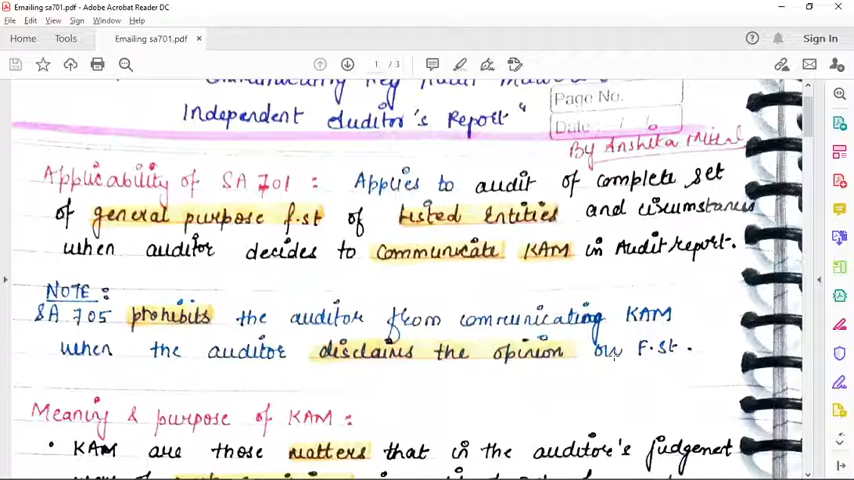 Emailing sa701.pdf - Adobe Acrobat Reader DC
File Edit View Sign Window Help
Home Tools Emailing sa701.pdf × Sign In
1 / 3
Independent Auditor's Report"
Page No.
Date: / /
By Anshita Mittal
Applicability of SA 701 : Applies to audit of complete set
of general purpose f.st of listed Entities and circumstances
when auditor decides to communicate KAM in Audit report.
NOTE :
SA 705 prohibits the auditor from communicating KAM
when the auditor disclaims the opinion on F.st.
Meaning & purpose of KAM :
• KAM are those matters that in the auditor's judgement